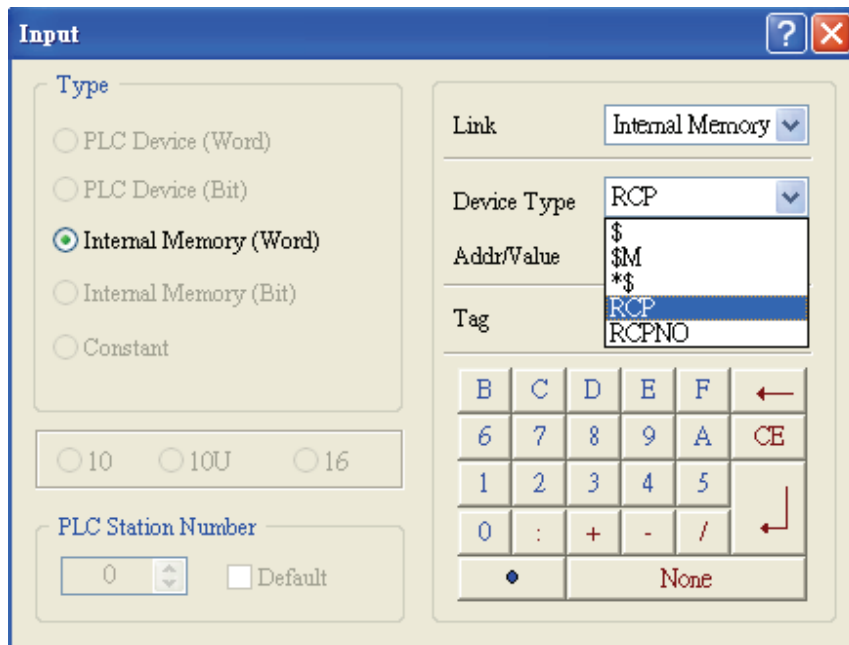 Input
Type
PLC Device (Word)
PLC Device (Bit)
Internal Memory (Word)
Internal Memory (Bit)
Constant
10 10U 16
PLC Station Number
0 Default
Link Internal Memory
Device Type RCP
$
Addr/Value $M
*$
RCP
Tag RCPNO
B C D E F ←
6 7 8 9 A CE
1 2 3 4 5
0 : + - /
None